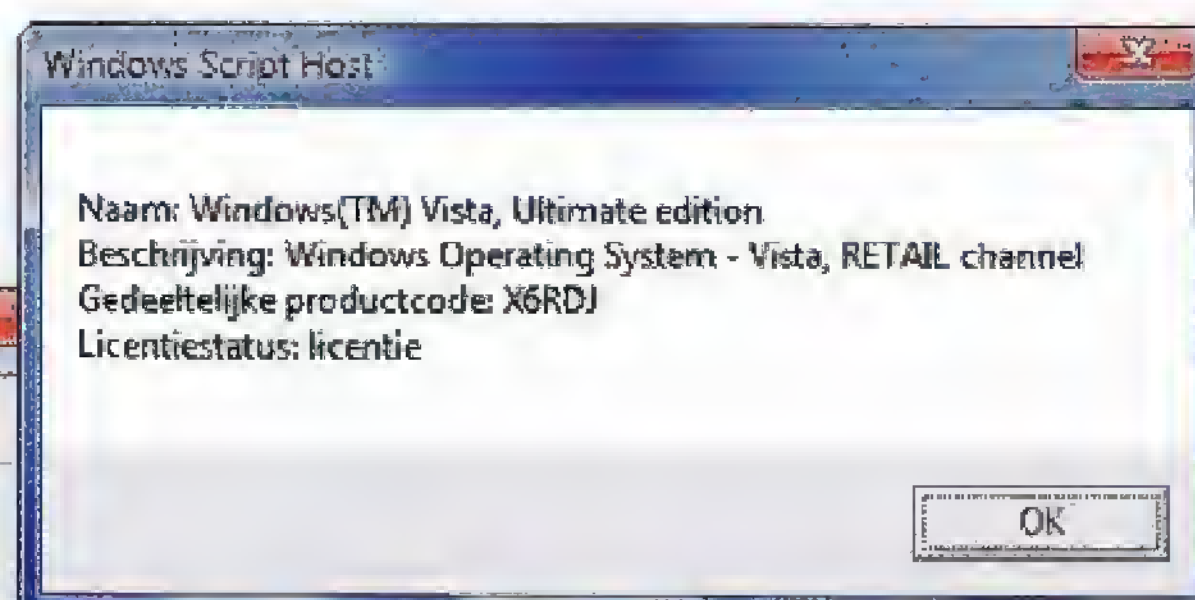 Windows Script Host
Naam: Windows(TM) Vista, Ultimate edition
Beschrijving: Windows Operating System - Vista, RETAIL channel
Gedeeltelijke productcode: X6RDJ
Licentiestatus: licentie
OK